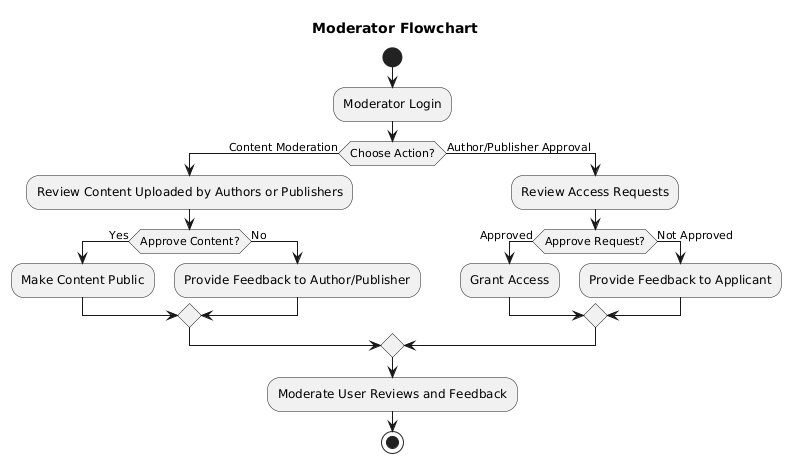 Moderator Flowchart
Moderator Login
Content Moderation
Choose Action?
Author/Publisher Approval
Review Content Uploaded by Authors or Publishers
Review Access Requests
Yes
Approve Content?
No
Approved
Approve Request?
Not Approved
Make Content Public
Provide Feedback to Author/Publisher
Grant Access
Provide Feedback to Applicant
Moderate User Reviews and Feedback